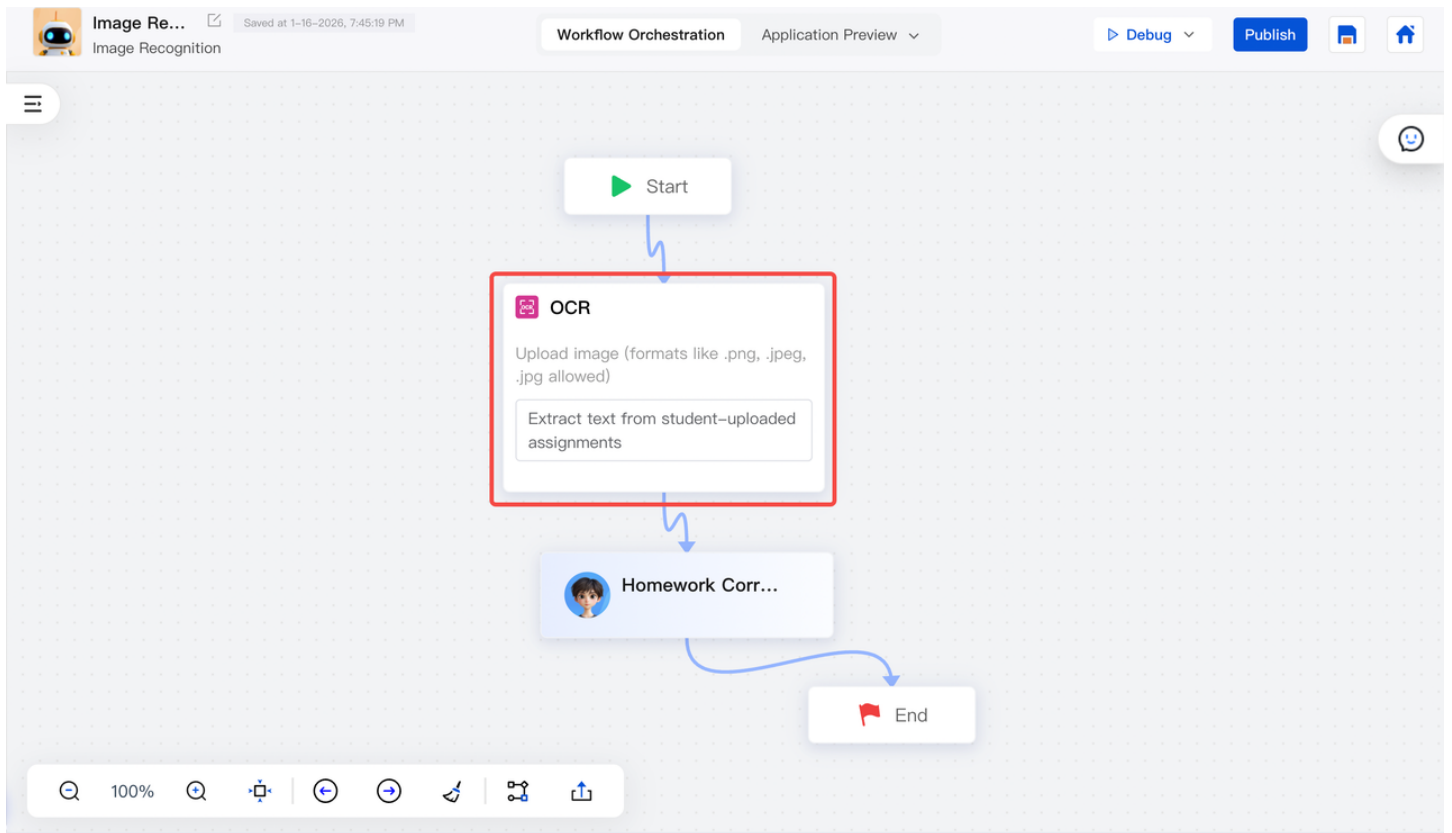 Image Re...
Saved at 1-16-2026, 7:45:19 PM
Image Recognition
Workflow Orchestration
Application Preview
Debug
Publish
Start
OCR
Upload image (formats like .png, .jpeg,
.jpg allowed)
Extract text from student-uploaded
assignments
Homework Corr...
End
100%